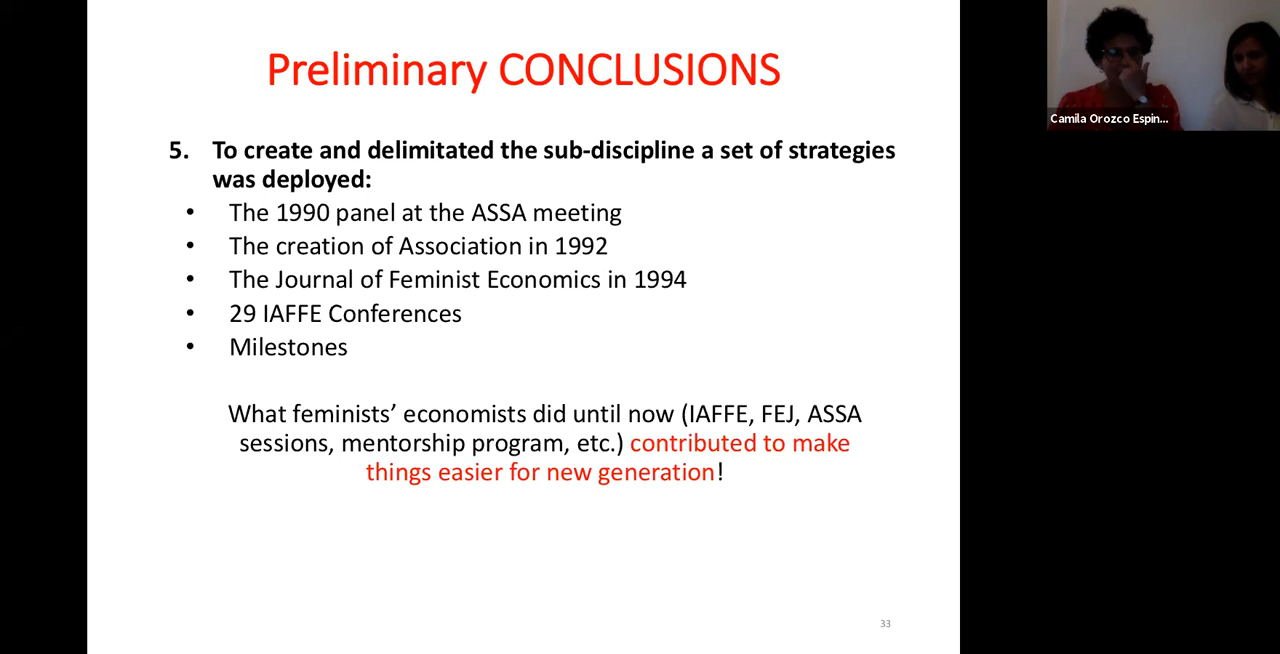 Preliminary CONCLUSIONS
Camila Orozco Espin...
5. To create and delimitated the sub-discipline a set of strategies
was deployed:
• The 1990 panel at the ASSA meeting
• The creation of Association in 1992
• The Journal of Feminist Economics in 1994
• 29 IAFFE Conferences
• Milestones
What feminists’ economists did until now (IAFFE, FEJ, ASSA
sessions, mentorship program, etc.) contributed to make
things easier for new generation!
33